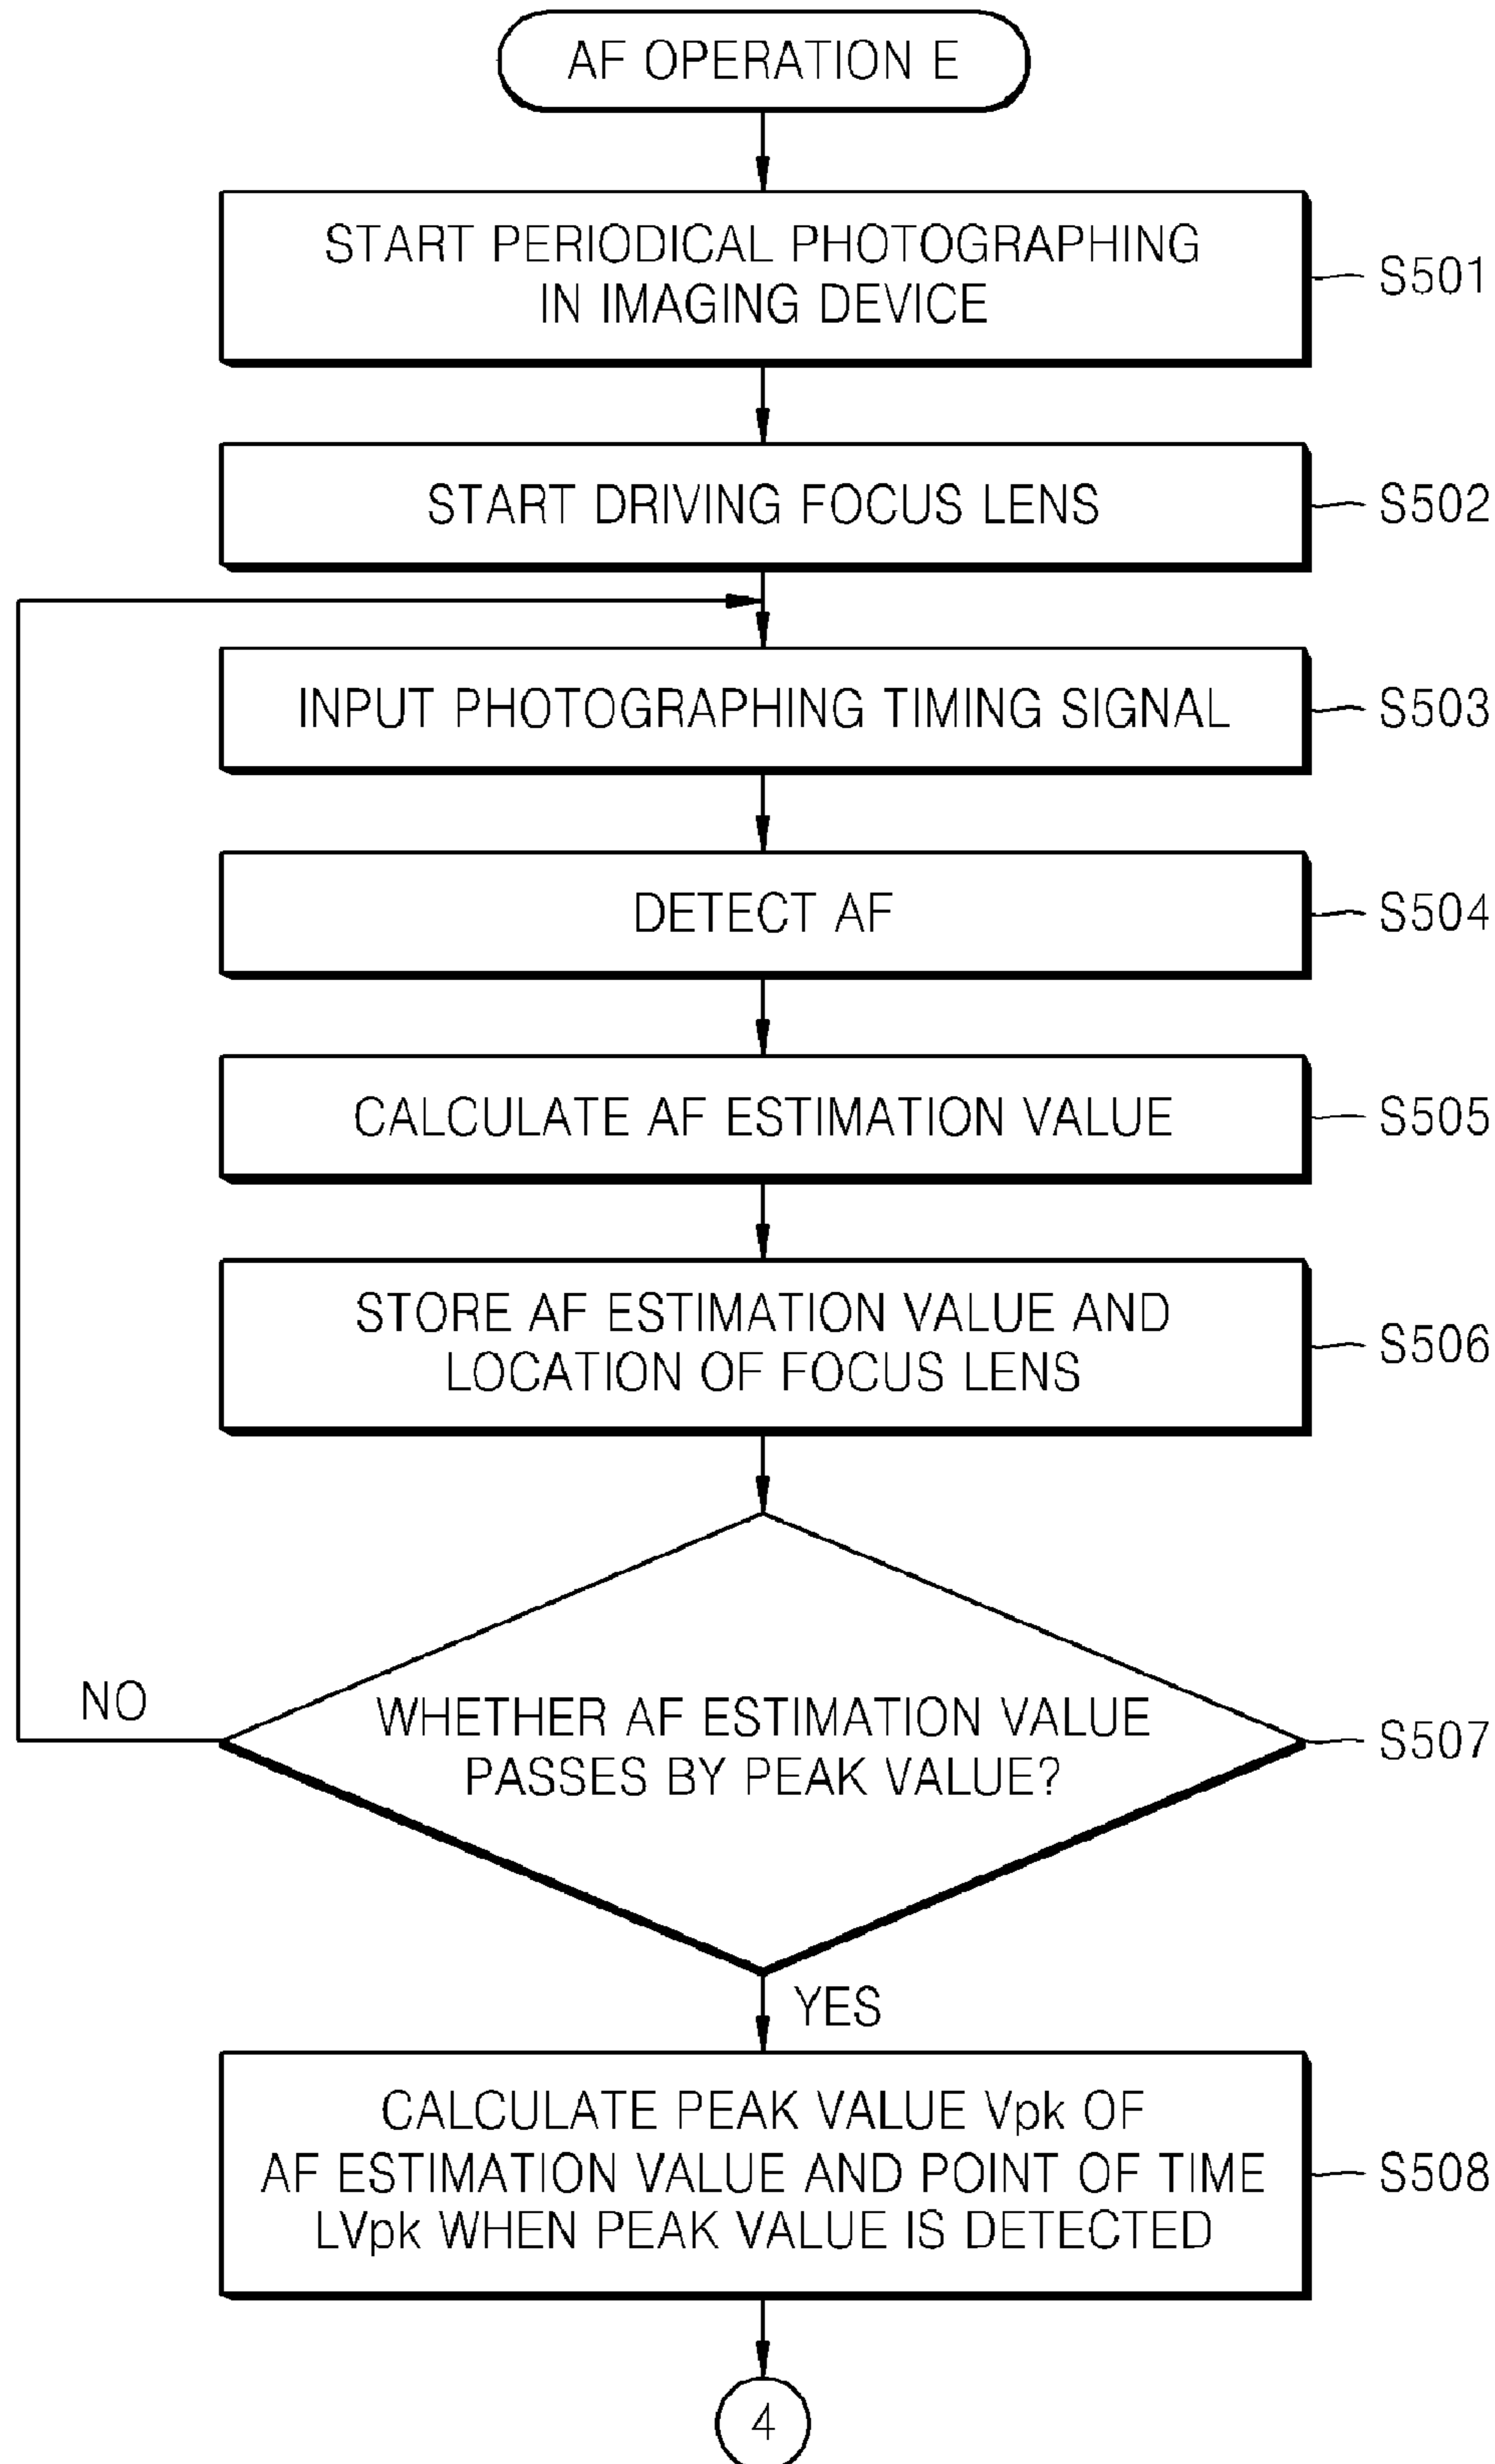 AF OPERATION E
START PERIODICAL PHOTOGRAPHING
IN IMAGING DEVICE
S501
START DRIVING FOCUS LENS
S502
INPUT PHOTOGRAPHING TIMING SIGNAL
S503
DETECT AF
S504
CALCULATE AF ESTIMATION VALUE
S505
STORE AF ESTIMATION VALUE AND
LOCATION OF FOCUS LENS
S506
NO
WHETHER AF ESTIMATION VALUE
PASSES BY PEAK VALUE?
S507
YES
CALCULATE PEAK VALUE Vpk OF
AF ESTIMATION VALUE AND POINT OF TIME
LVpk WHEN PEAK VALUE IS DETECTED
S508
4